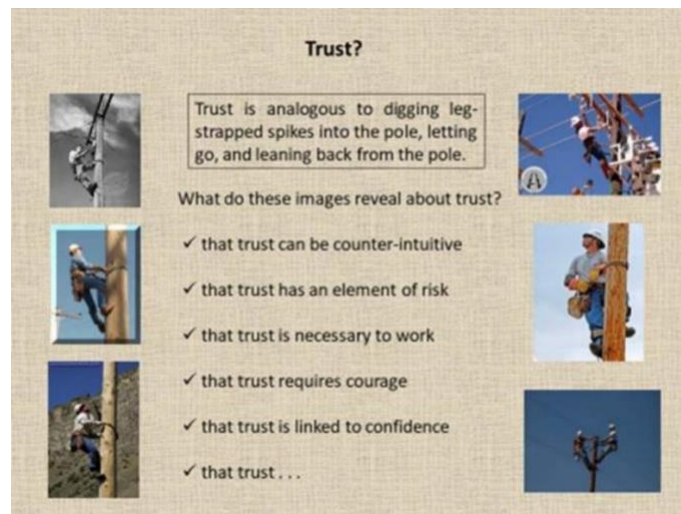 Trust?
Trust is analogous to digging leg-
strapped spikes into the pole, letting
go, and leaning back from the pole.
What do these images reveal about trust?
✓ that trust can be counter-intuitive
✓ that trust has an element of risk
✓ that trust is necessary to work
✓ that trust requires courage
✓ that trust is linked to confidence
✓ that trust . . .